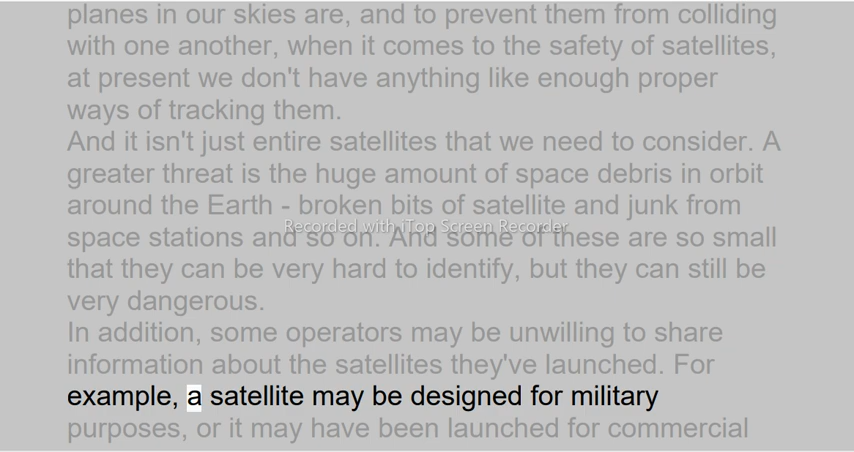 planes in our skies are, and to prevent them from colliding
with one another, when it comes to the safety of satellites,
at present we don't have anything like enough proper
ways of tracking them.
And it isn't just entire satellites that we need to consider. A
greater threat is the huge amount of space debris in orbit
around the Earth - broken bits of satellite and junk from
Recorded with iTop Screen Recorder
space stations and so on. And some of these are so small
that they can be very hard to identify, but they can still be
very dangerous.
In addition, some operators may be unwilling to share
information about the satellites they've launched. For
example, a satellite may be designed for military
purposes, or it may have been launched for commercial